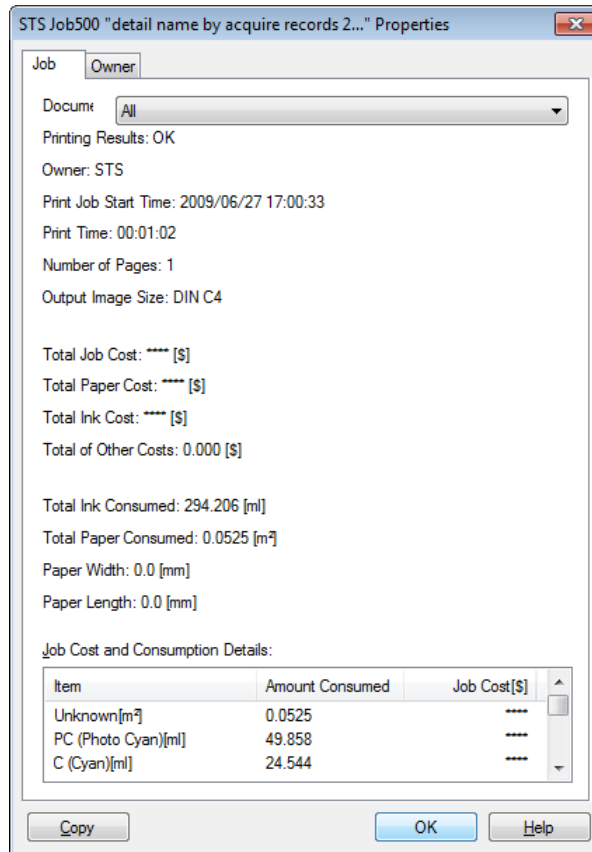 STS Job500 "detail name by acquire records 2..." Properties
Job Owner
Docume All
Printing Results: OK
Owner: STS
Print Job Start Time: 2009/06/27 17:00:33
Print Time: 00:01:02
Number of Pages: 1
Output Image Size: DIN C4
Total Job Cost: **** [$]
Total Paper Cost: **** [$]
Total Ink Cost: **** [$]
Total of Other Costs: 0.000 [$]
Total Ink Consumed: 294.206 [ml]
Total Paper Consumed: 0.0525 [m²]
Paper Width: 0.0 [mm]
Paper Length: 0.0 [mm]
Job Cost and Consumption Details:
Item Amount Consumed Job Cost[$]
Unknown[m²] 0.0525 ****
PC (Photo Cyan)[ml] 49.858 ****
C (Cyan)[ml] 24.544 ****
Copy OK Help